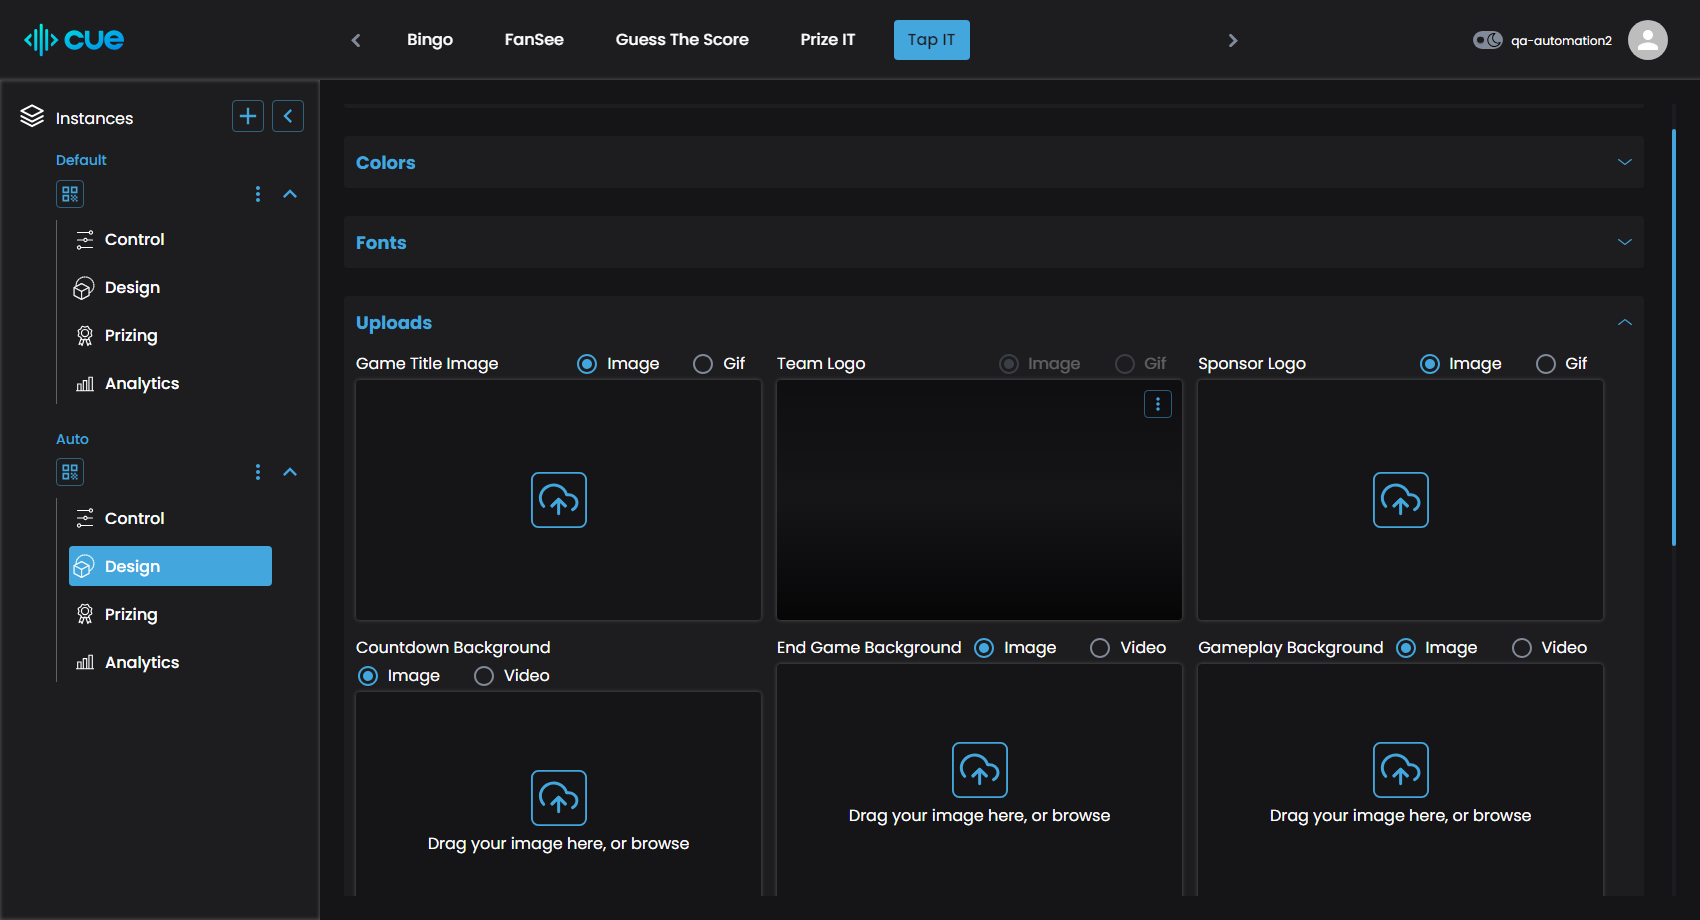 cue
Bingo
FanSee
Guess The Score
Prize IT
Tap IT
qa-automation2
Instances
Default
Control
Design
Prizing
Analytics
Auto
Control
Design
Prizing
Analytics
Colors
Fonts
Uploads
Game Title Image
Image
Gif
Team Logo
Image
Gif
Sponsor Logo
Image
Gif
Countdown Background
Image
Video
End Game Background
Image
Video
Gameplay Background
Image
Video
Drag your image here, or browse
Drag your image here, or browse
Drag your image here, or browse